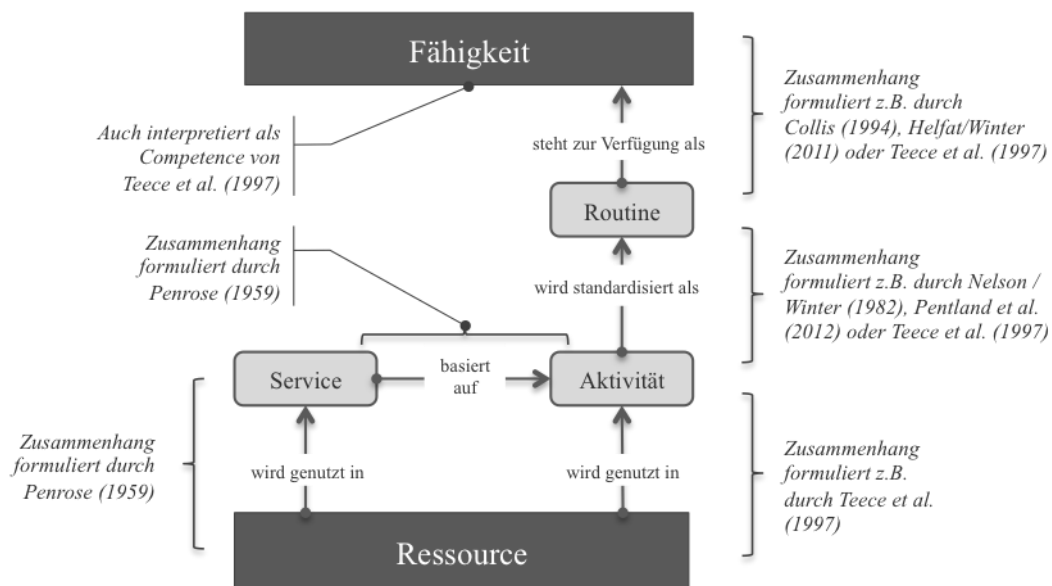 Fähigkeit
Auch interpretiert als
Competence von
Teece et al. (1997)
steht zur Verfügung als
Zusammenhang
formuliert z.B. durch
Collis (1994), Helfat/Winter
(2011) oder Teece et al. (1997)
Routine
Zusammenhang
formuliert durch
Penrose (1959)
wird standardisiert als
Zusammenhang
formuliert z.B. durch Nelson /
Winter (1982), Pentland et al.
(2012) oder Teece et al. (1997)
Service
basiert
auf
Aktivität
Zusammenhang
formuliert durch
Penrose (1959)
wird genutzt in
wird genutzt in
Zusammenhang
formuliert z.B.
durch Teece et al.
(1997)
Ressource